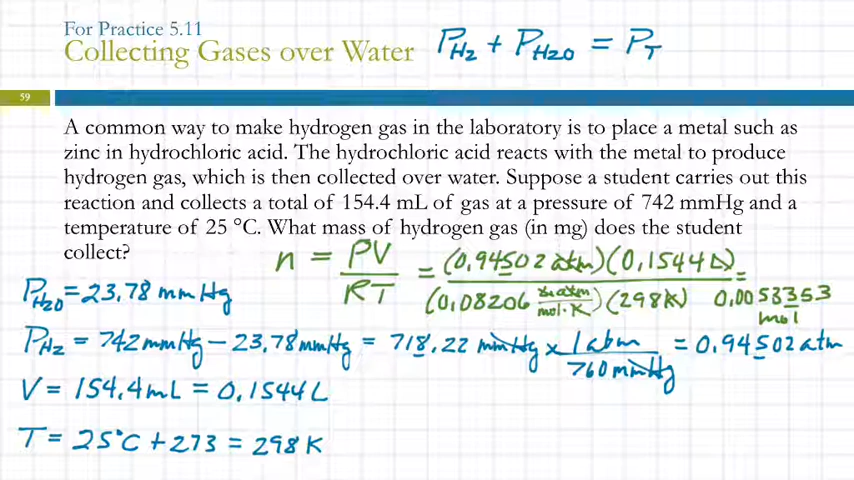 For Practice 5.11
Collecting Gases over Water
P_H2 + P_H2O = P_T
59
A common way to make hydrogen gas in the laboratory is to place a metal such as
zinc in hydrochloric acid. The hydrochloric acid reacts with the metal to produce
hydrogen gas, which is then collected over water. Suppose a student carries out this
reaction and collects a total of 154.4 mL of gas at a pressure of 742 mmHg and a
temperature of 25 °C. What mass of hydrogen gas (in mg) does the student
collect?
n = PV / RT = (0.94502 atm)(0.1544 L) / (0.08206 L·atm / mol·K)(298 K) = 0.0053353 mol
P_H2O = 23.78 mmHg
P_H2 = 742 mmHg − 23.78 mmHg = 718.22 mmHg × 1 atm / 760 mmHg = 0.94502 atm
V = 154.4 mL = 0.1544 L
T = 25°C + 273 = 298 K